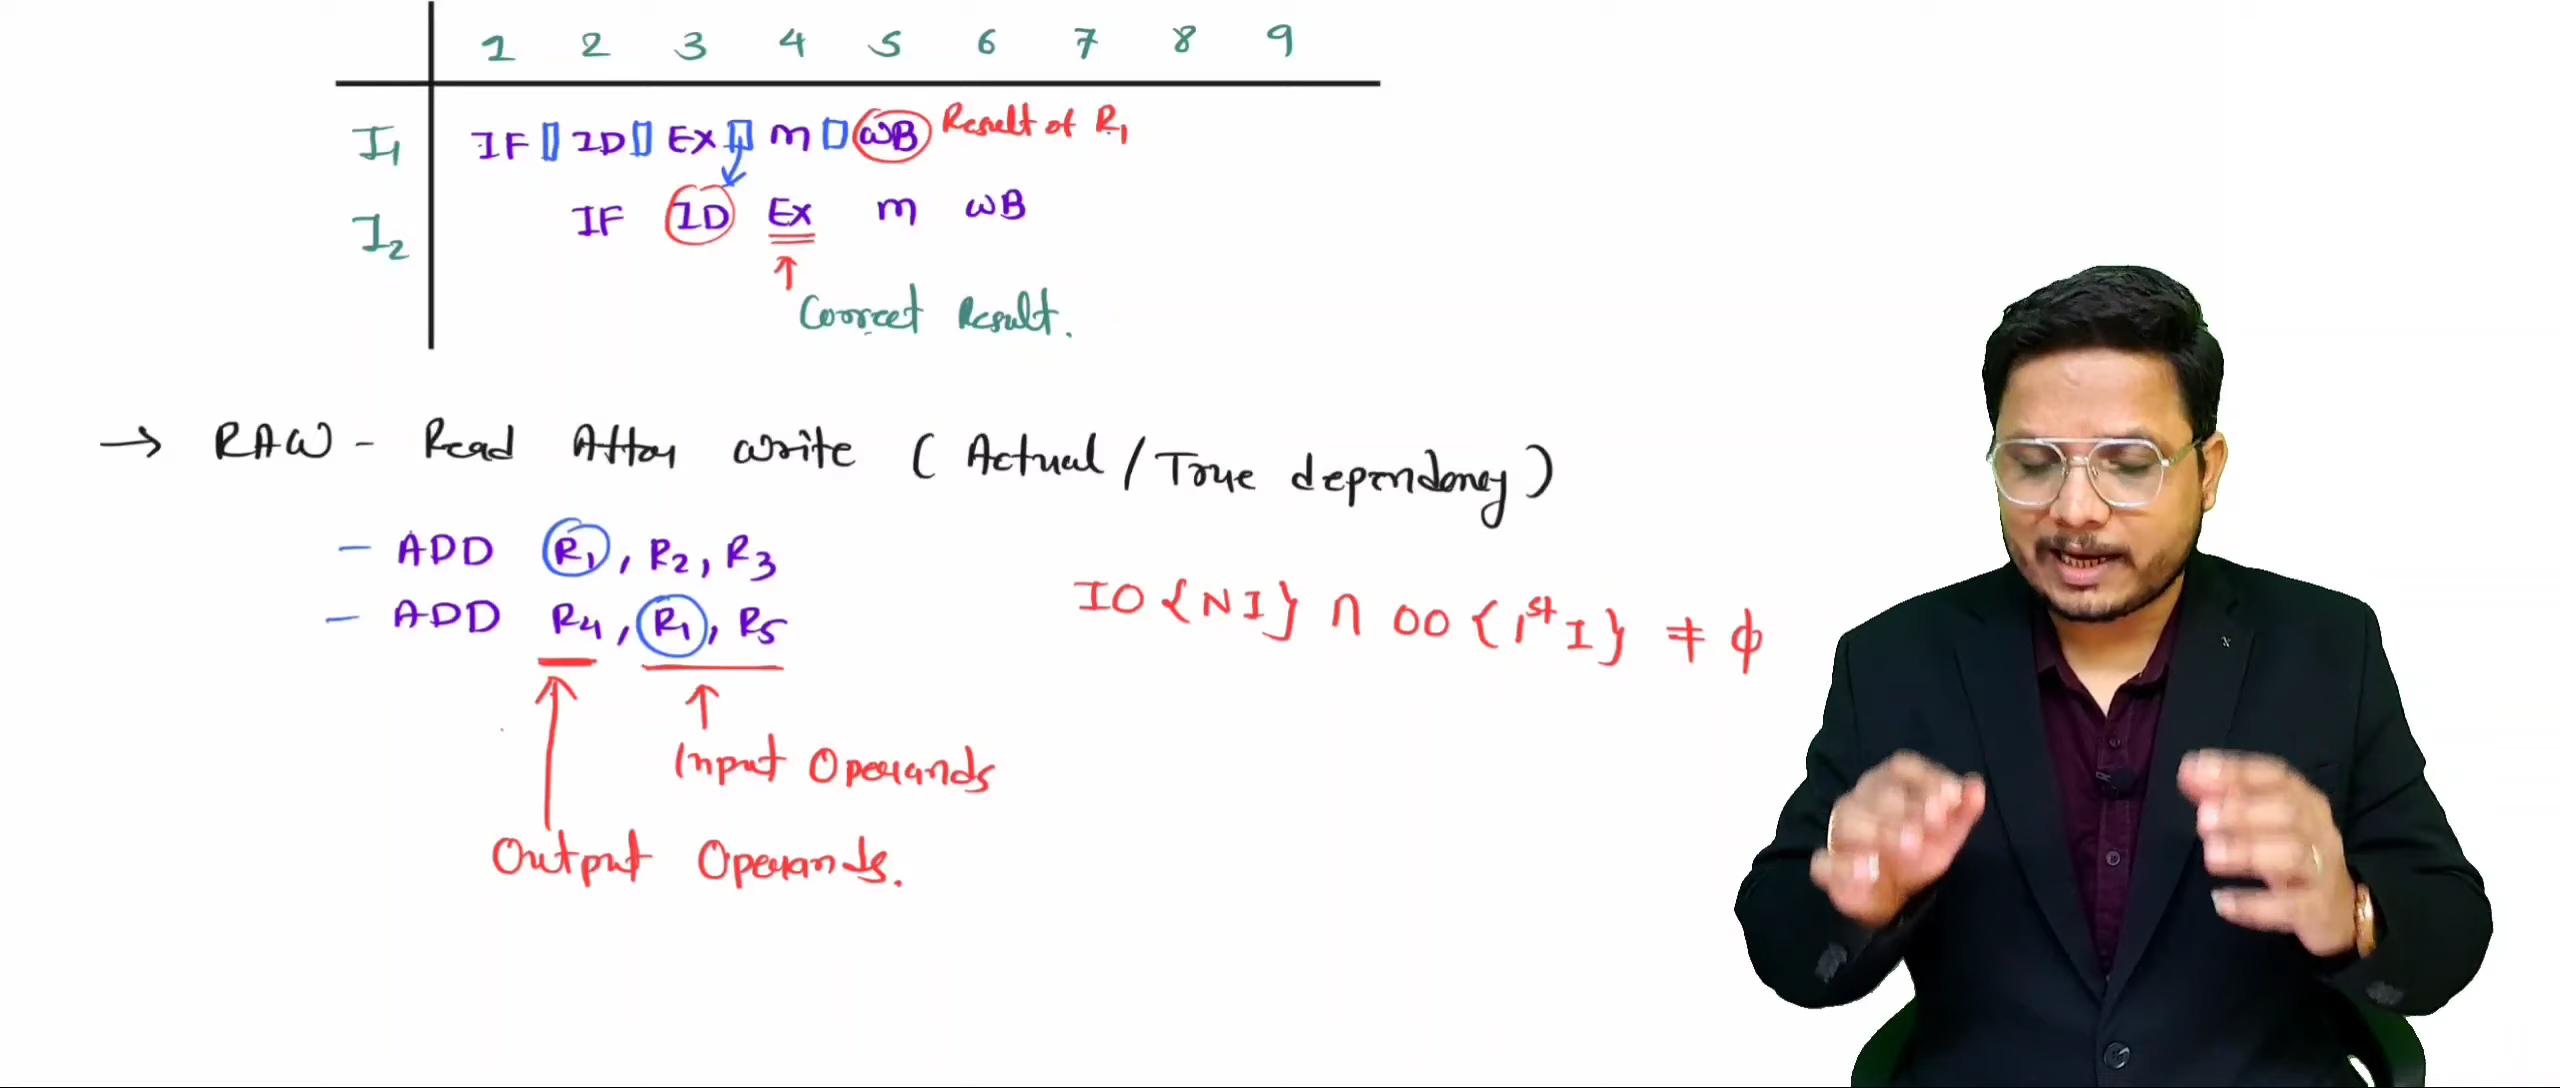 1 2 3 4 5 6 7 8 9
I1 IF ID EX M WB Result of R1
I2 IF ID EX M WB
Correct Result.
→ RAW - Read After Write (Actual / True dependency)
- ADD R1, R2, R3
- ADD R4, R1, R5
IO {NI} ∩ OO {1st I} ≠ ϕ
Input Operands
Output Operands.